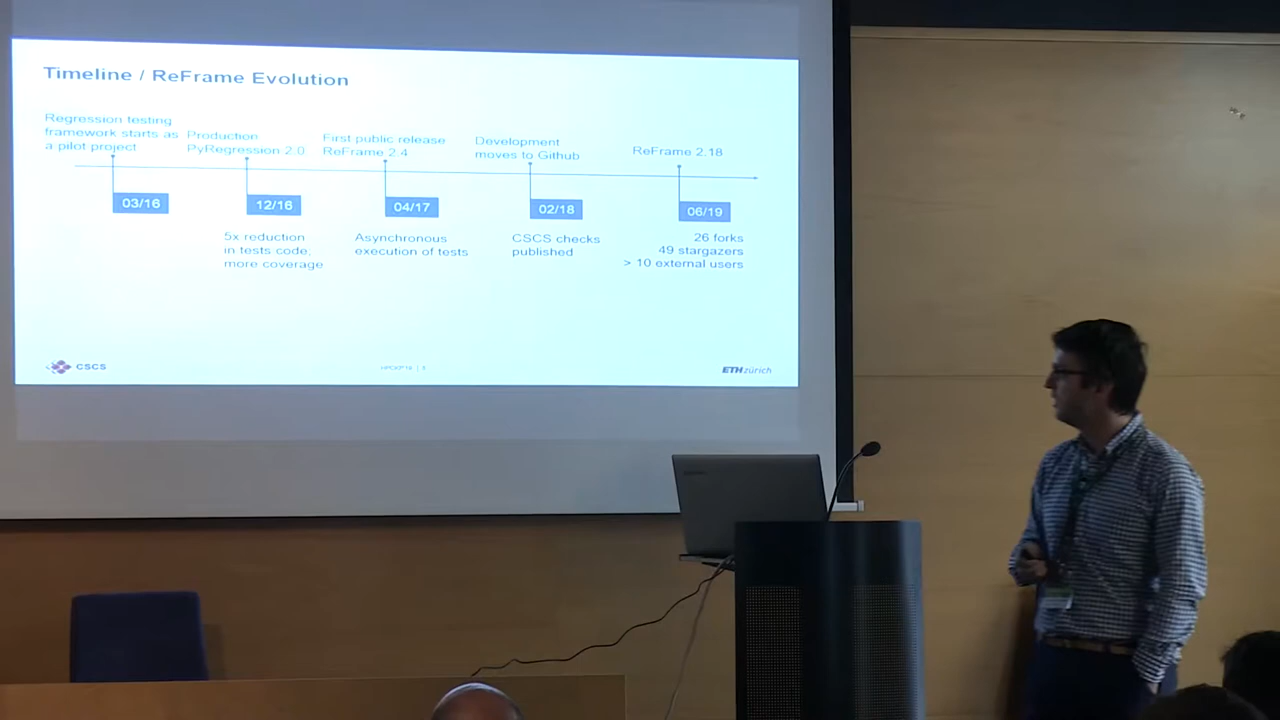 Timeline / ReFrame Evolution
Regression testing
framework starts as
a pilot project
Production
PyRegression 2.0
First public release
ReFrame 2.4
Development
moves to Github
ReFrame 2.18
03/16
12/16
04/17
02/18
06/19
5x reduction
in tests code,
more coverage
Asynchronous
execution of tests
CSCS checks
published
26 forks
49 stargazers
> 10 external users
CSCS
ETH zürich